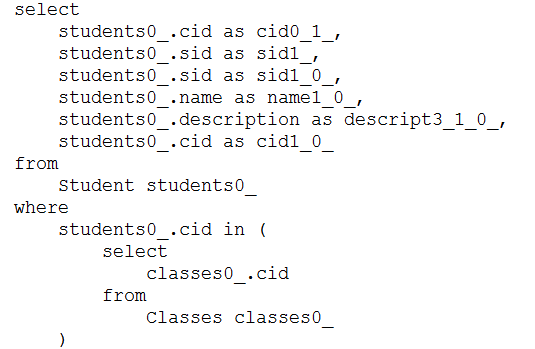 select
students0_.cid as cid0_1_,
students0_.sid as sid1_,
students0_.sid as sid1_0_,
students0_.name as name1_0_,
students0_.description as descript3_1_0_,
students0_.cid as cid1_0_
from
Student students0_
where
students0_.cid in (
select
classes0_.cid
from
Classes classes0_
)